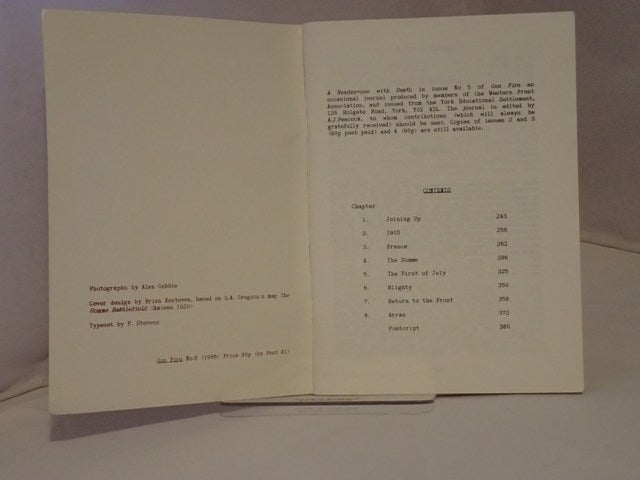 Photographs by Alan Gebbie
Cover design by Brian Keeteven, based on G.A. Gregson's map The
Somme Battlefield (Amiens 1920)
Typeset by P. Stevens
Gun Fire No.5 (1986) Price 80p (by Post £1)
A Rendezvous with Death is issue No 5 of Gun Fire an
occasional journal produced by members of the Western Front
Association, and issued from the York Educational Settlement,
128 Holgate Road, York, YO2 4DL. The journal is edited by
A.J.Peacock, to whom contributions (which will always be
gratefully received) should be sent. Copies of issues 2 and 3
(80p post paid) and 4 (90p) are still available.
CONTENTS
Chapter
1. Joining Up 243
2. 1915 256
3. France 262
4. The Somme 286
5. The First of July 325
6. Blighty 350
7. Return to the Front 358
8. Arras 372
Postcript 380